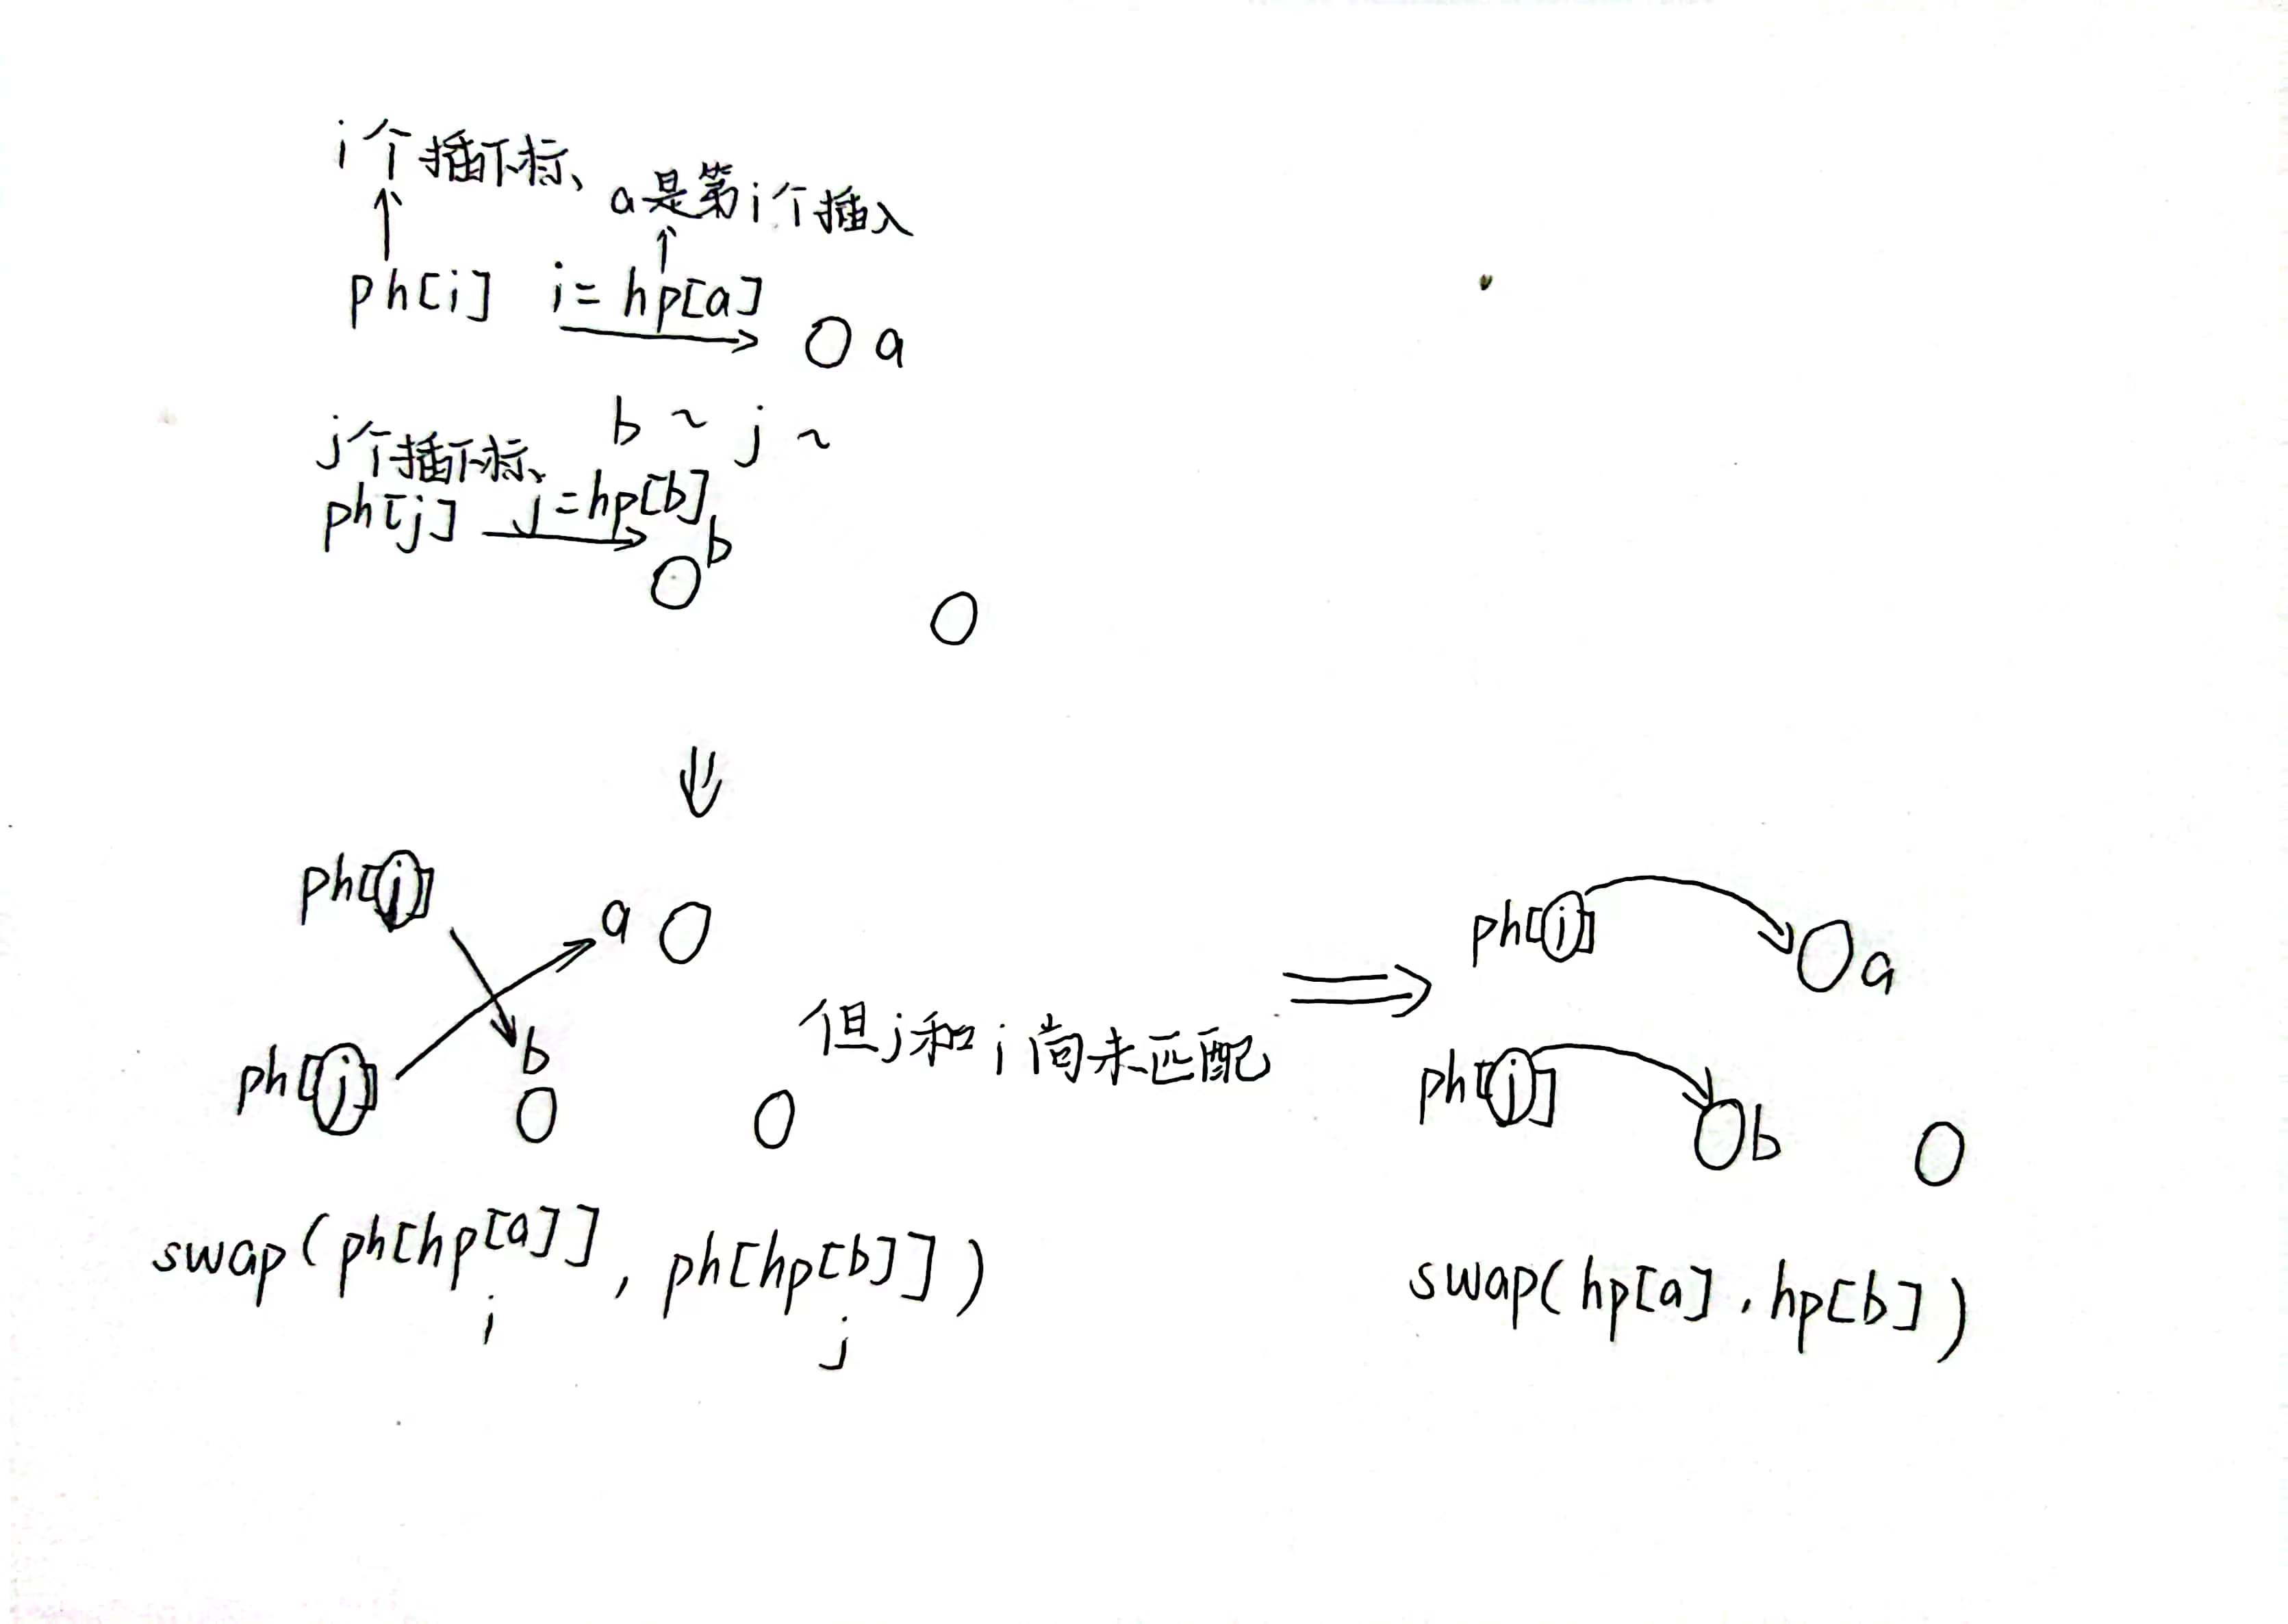 i个插下标、
a是第i个插入
ph[i] i=hp[a]
a
b ~ j ~
j个插下标、
ph[j] j=hp[b]
b
ph[i]
a
ph[j]
b
但j和i尚未匹配
ph[i]
a
ph[j]
b
swap(ph[hp[a]], ph[hp[b]])
i
j
swap(hp[a],hp[b])